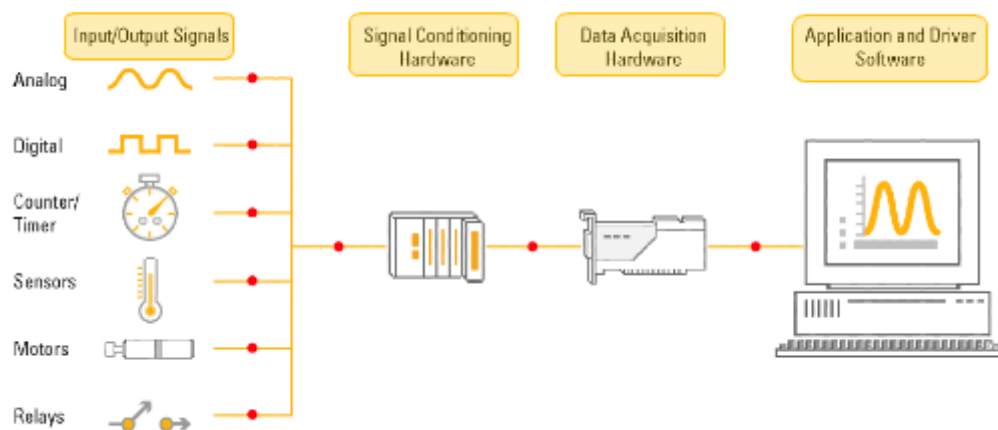 Input/Output Signals
Signal Conditioning
Hardware
Data Acquisition
Hardware
Application and Driver
Software
Analog
Digital
Counter/
Timer
Sensors
Motors
Relays